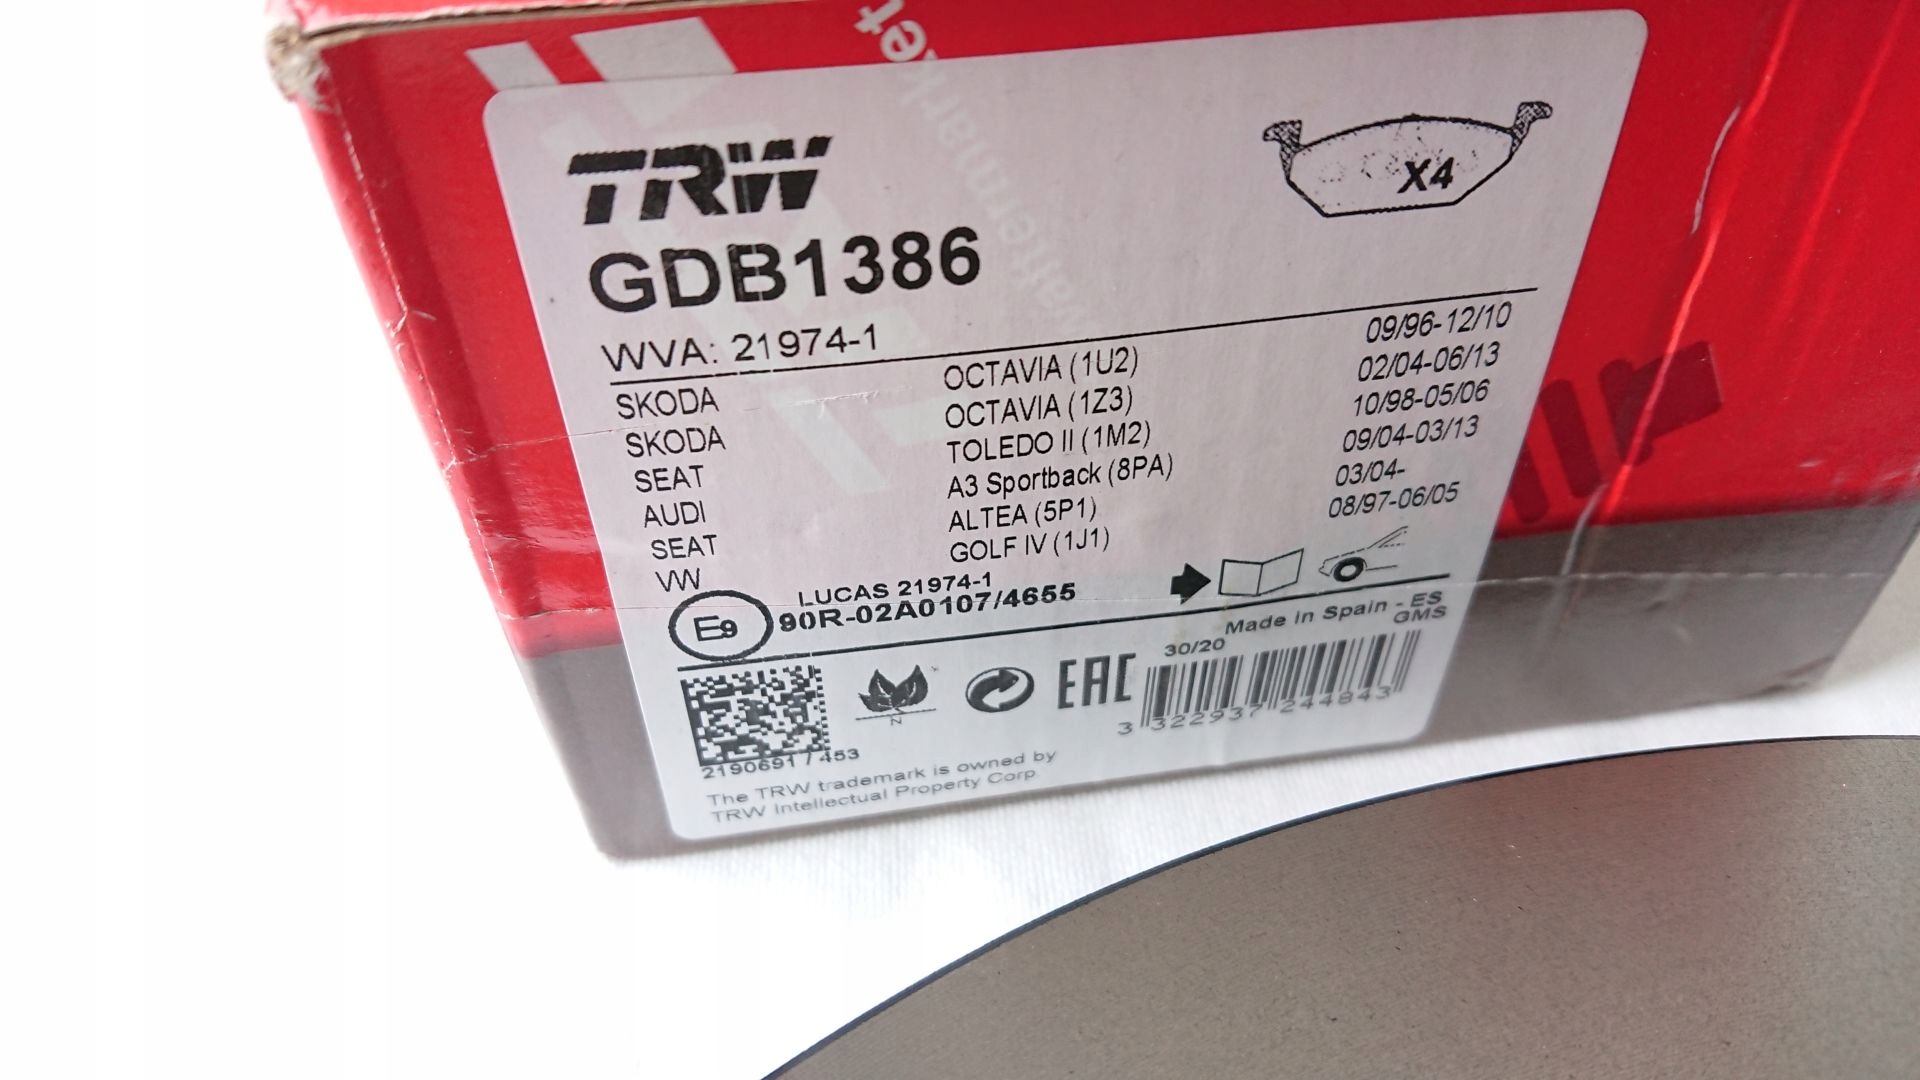 Aftermarket
TRW
X4
GDB1386
WVA: 21974-1
SKODA OCTAVIA (1U2) 09/96-12/10
SKODA OCTAVIA (1Z3) 02/04-06/13
SEAT TOLEDO II (1M2) 10/98-05/06
AUDI A3 Sportback (8PA) 09/04-03/13
SEAT ALTEA (5P1) 03/04-
VW GOLF IV (1J1) 08/97-06/05
LUCAS 21974-1
E9 90R-02A0107/4655
Made in Spain - ES
GMS
30/20
N
EAC
3 322937 244843
2190691 / 453
The TRW trademark is owned by
TRW Intellectual Property Corp.